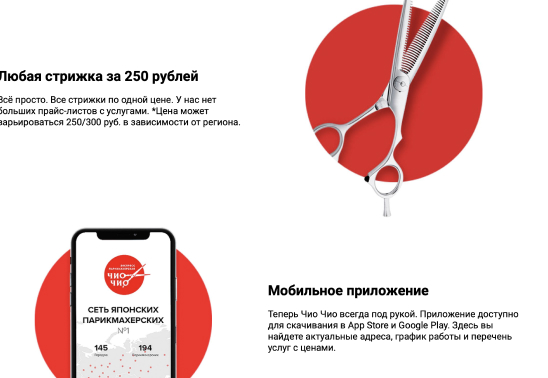 Любая стрижка за 250 рублей
Всё просто. Все стрижки по одной цене. У нас нет
больших прайс-листов с услугами. *Цена может
варьироваться 250/300 руб. в зависимости от региона.
ЧИО
ЧИО
СЕТЬ ЯПОНСКИХ
ПАРИКМАХЕРСКИХ
№1
145
194
Мобильное приложение
Теперь Чио Чио всегда под рукой. Приложение доступно
для скачивания в App Store и Google Play. Здесь вы
найдете актуальные адреса, график работы и перечень
услуг с ценами.